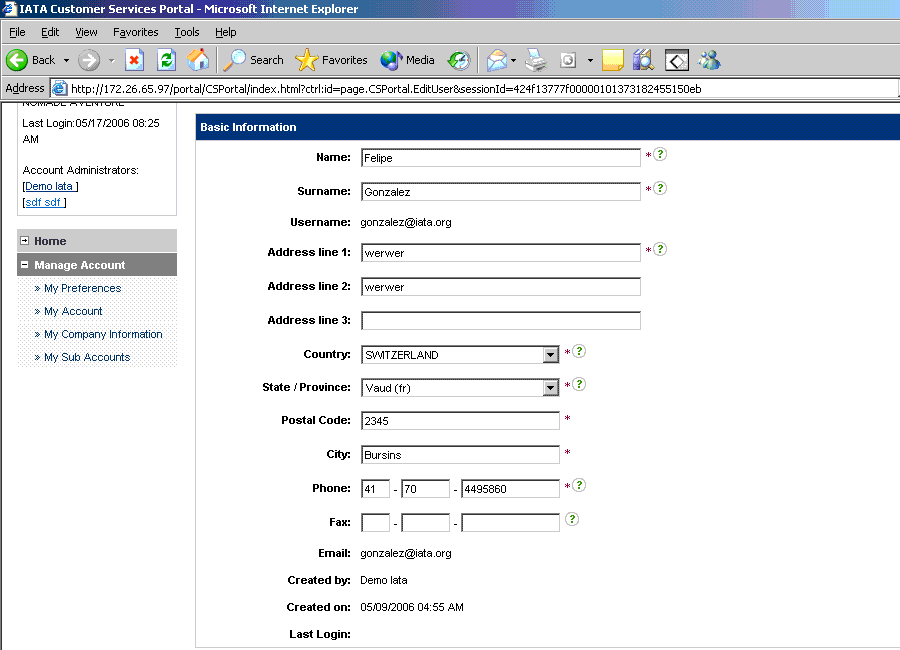 IATA Customer Services Portal - Microsoft Internet Explorer
File Edit View Favorites Tools Help
Back Search Favorites Media
Address http://172.26.65.97/portal/CSPortal/index.html?ctrl:id=page.CSPortal.EditUser&sessionId=424f13777f00000101373182455150eb
NOMADE AVENTURE
Last Login:05/17/2006 08:25
AM
Account Administrators:
[Demo Iata ]
[sdf sdf ]
Home
Manage Account
» My Preferences
» My Account
» My Company Information
» My Sub Accounts
Basic Information
Name: Felipe * ?
Surname: Gonzalez * ?
Username: gonzalez@iata.org
Address line 1: werwer * ?
Address line 2: werwer
Address line 3:
Country: SWITZERLAND * ?
State / Province: Vaud (fr) * ?
Postal Code: 2345 *
City: Bursins *
Phone: 41 - 70 - 4495860 * ?
Fax: - - ?
Email: gonzalez@iata.org
Created by: Demo Iata
Created on: 05/09/2006 04:55 AM
Last Login: